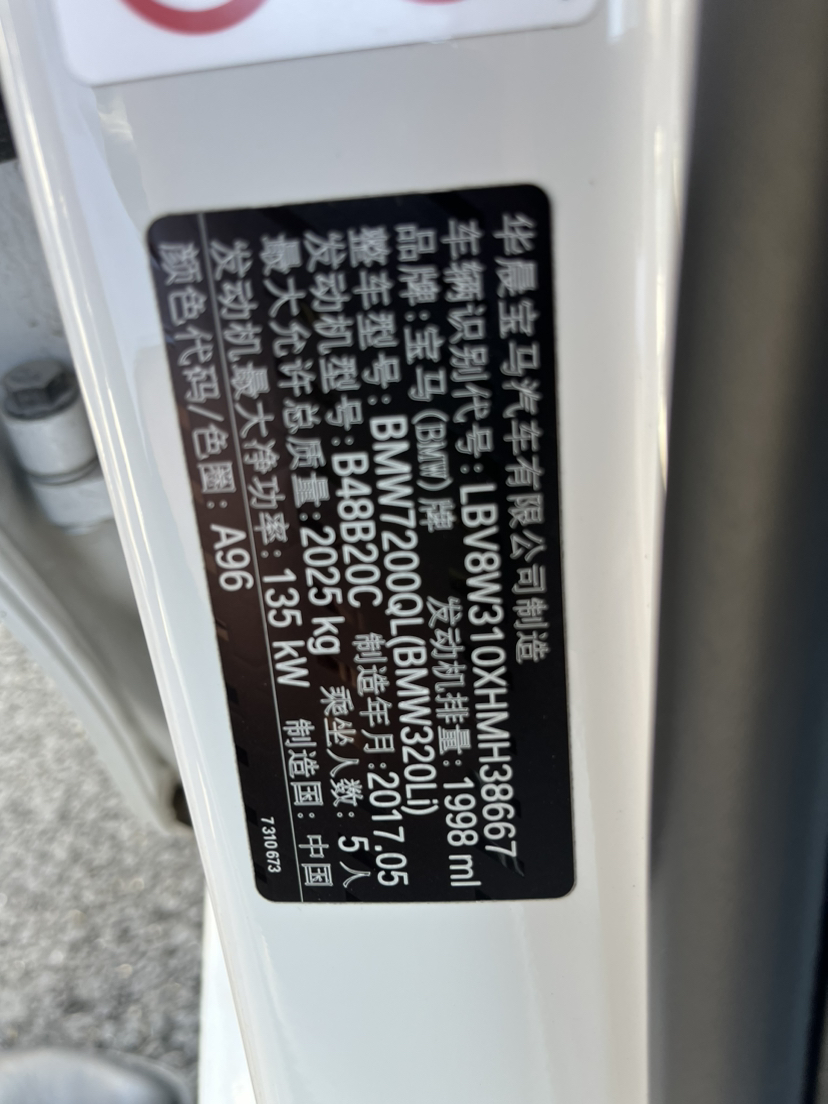 华晨宝马汽车有限公司制造
车辆识别代号:LBV8W310XHMH38667
品牌:宝马(BMW)牌 发动机排量:1998 ml
整车型号:BMW7200QL(BMW320Li)
发动机型号:B48B20C 制造年月:2017.05
最大允许总质量:2025 kg 乘坐人数:5人
发动机最大净功率:135 kW 制造国:中国
颜色代码/色圖:A96
7310673